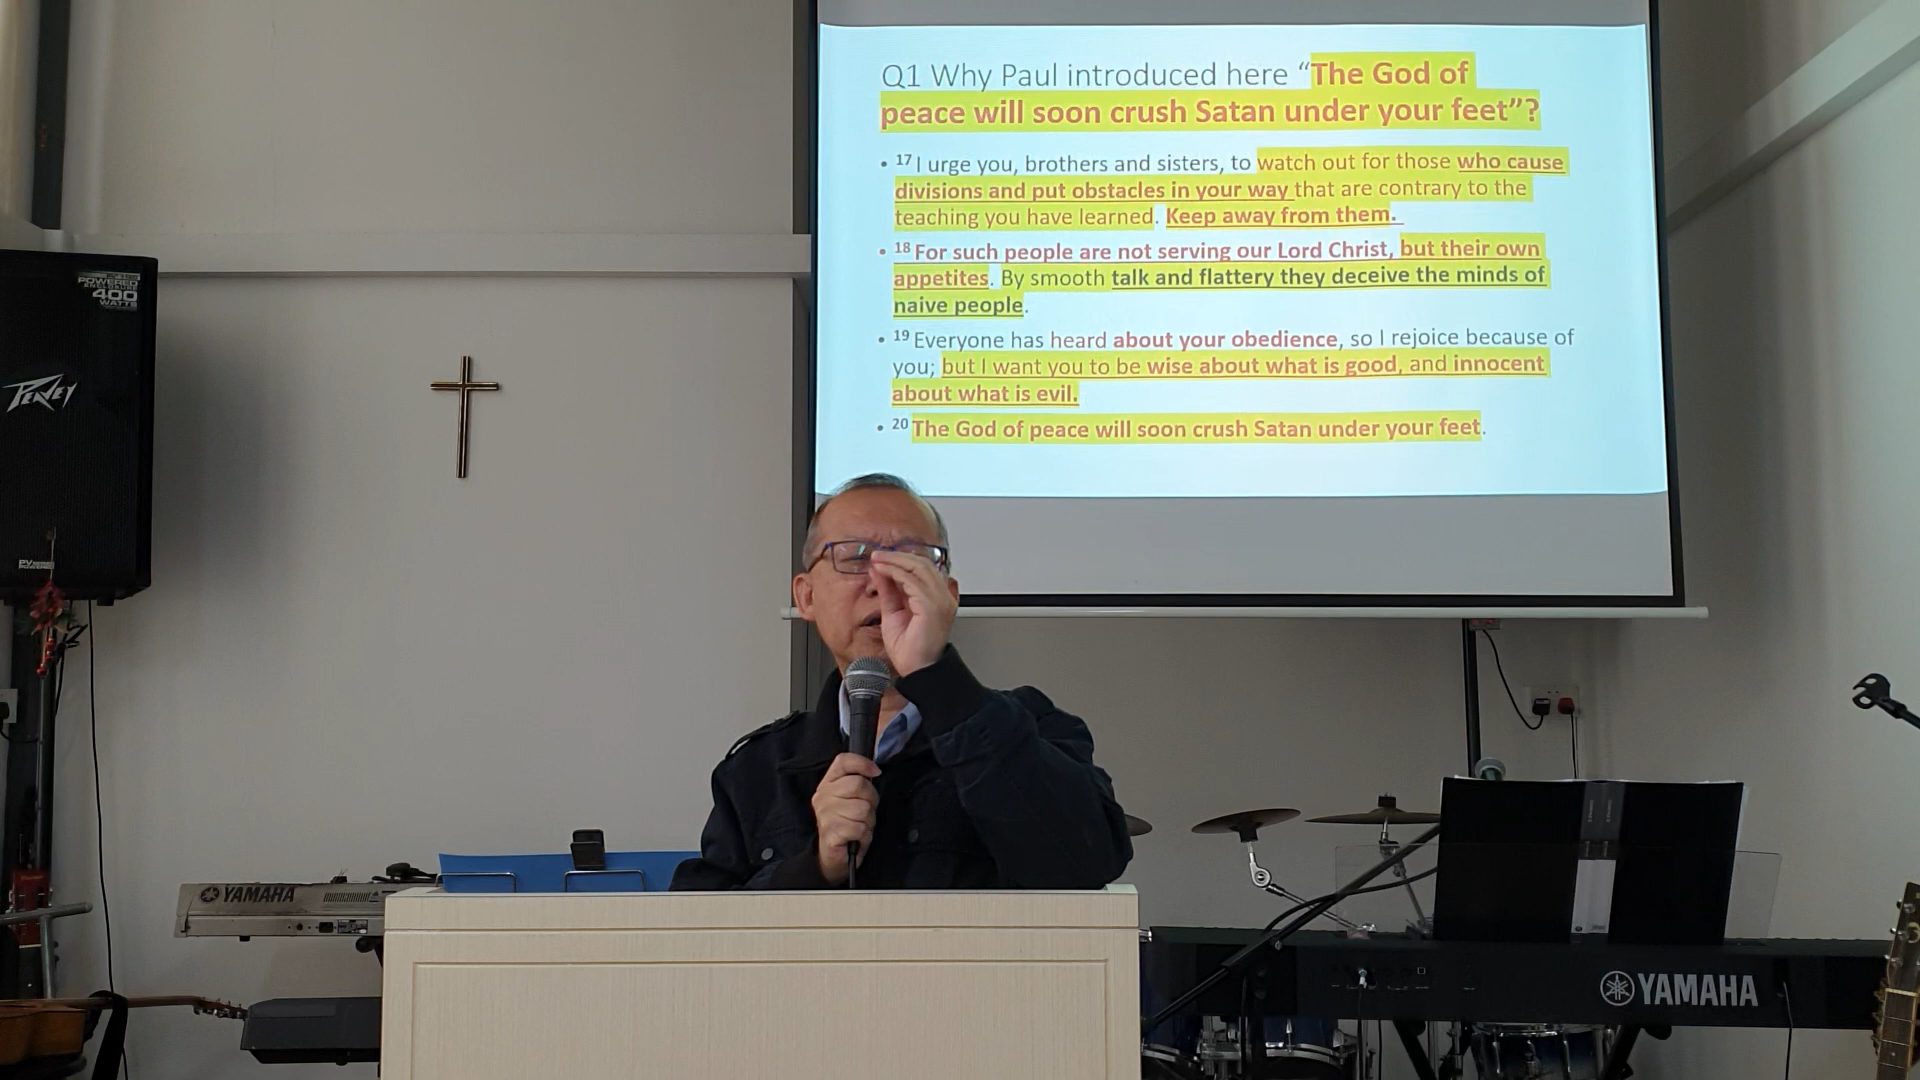 Q1 Why Paul introduced here “The God of
peace will soon crush Satan under your feet”?
• 17 I urge you, brothers and sisters, to watch out for those who cause
divisions and put obstacles in your way that are contrary to the
teaching you have learned. Keep away from them.
• 18 For such people are not serving our Lord Christ, but their own
appetites. By smooth talk and flattery they deceive the minds of
naive people.
• 19 Everyone has heard about your obedience, so I rejoice because of
you; but I want you to be wise about what is good, and innocent
about what is evil.
• 20 The God of peace will soon crush Satan under your feet.
POWERED
ENCLOSURE
400
WATTS
PEAVEY
YAMAHA
YAMAHA